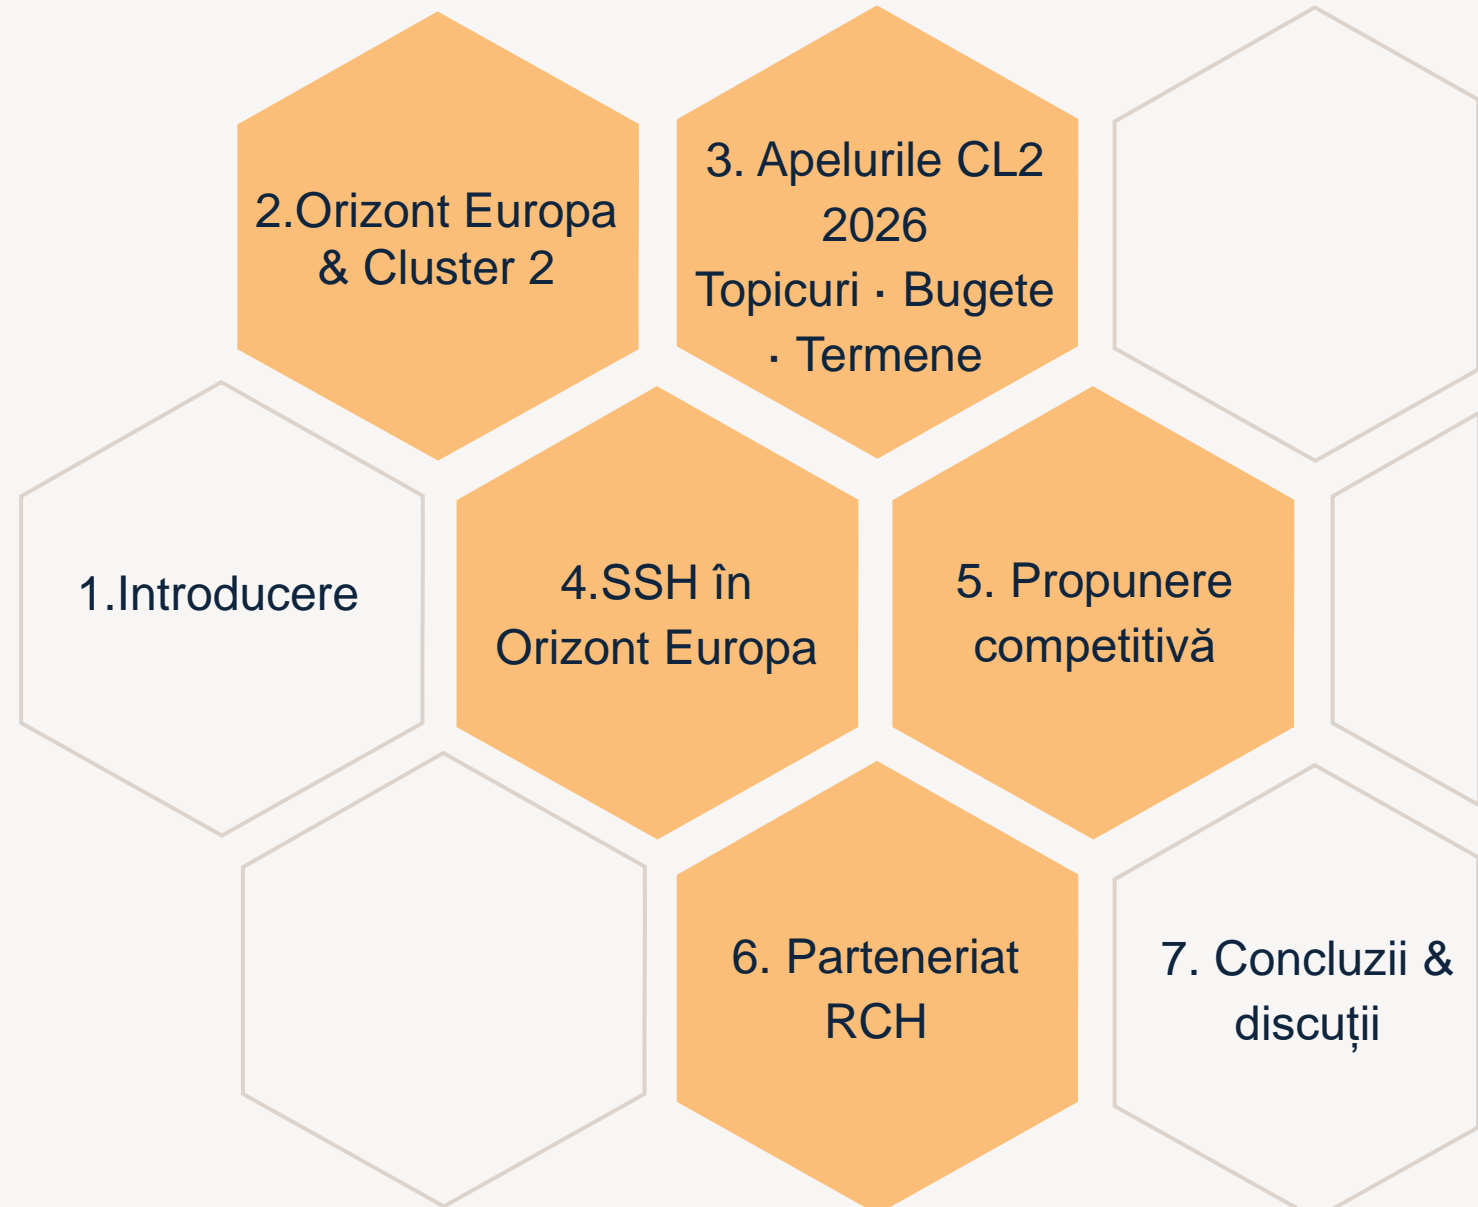 1.Introducere
2.Orizont Europa
& Cluster 2
3. Apelurile CL2
2026
Topicuri · Bugete
· Termene
4.SSH în
Orizont Europa
5. Propunere
competitivă
6. Parteneriat
RCH
7. Concluzii &
discuții